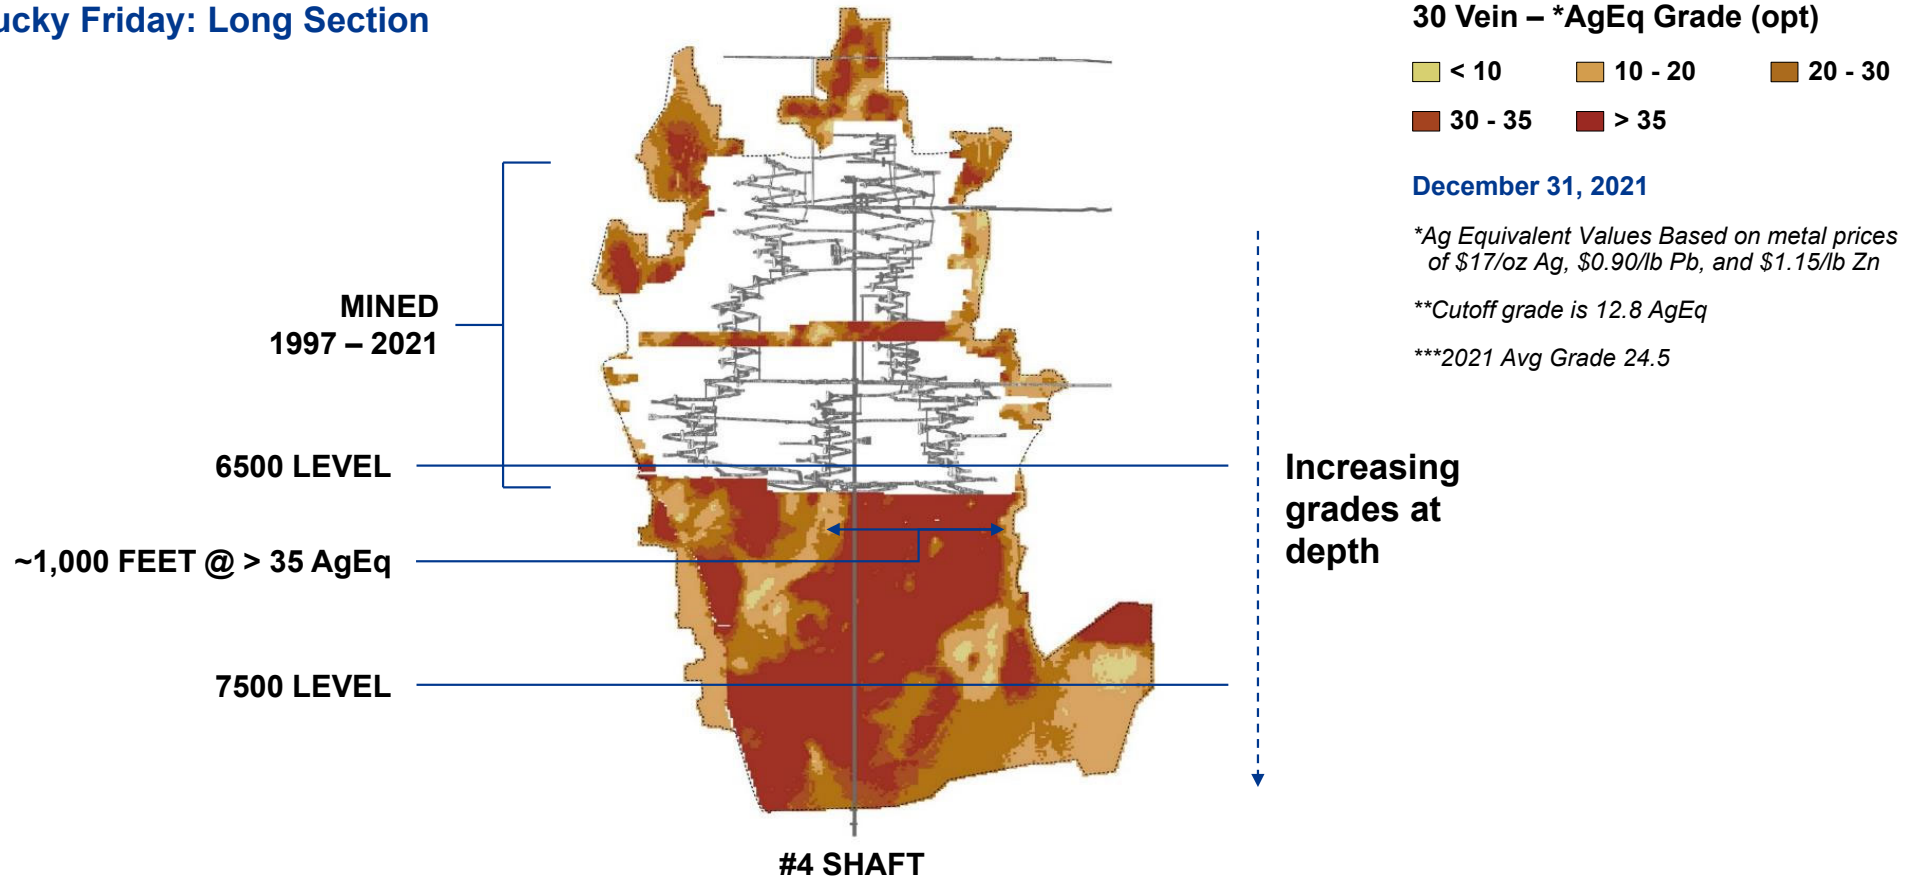 ucky Friday: Long Section
30 Vein – *AgEq Grade (opt)
< 10
10 - 20
20 - 30
30 - 35
> 35
December 31, 2021
*Ag Equivalent Values Based on metal prices
of $17/oz Ag, $0.90/lb Pb, and $1.15/lb Zn
**Cutoff grade is 12.8 AgEq
***2021 Avg Grade 24.5
MINED
1997 – 2021
6500 LEVEL
~1,000 FEET @ > 35 AgEq
7500 LEVEL
Increasing
grades at
depth
#4 SHAFT